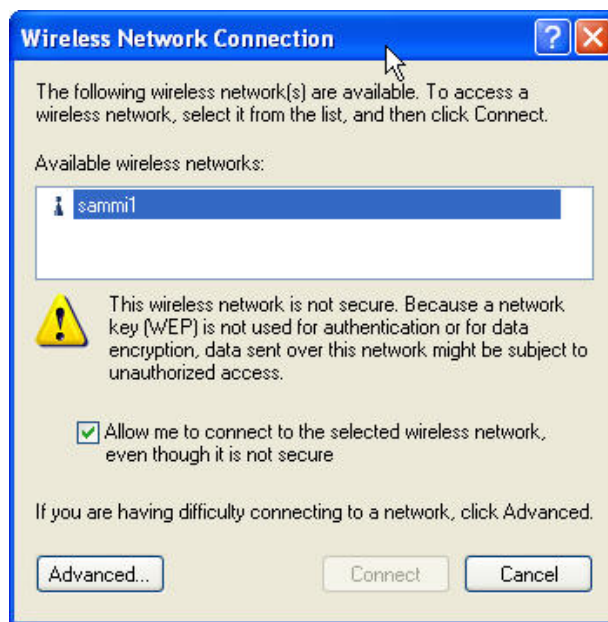 Wireless Network Connection
The following wireless network(s) are available. To access a
wireless network, select it from the list, and then click Connect.
Available wireless networks:
sammi1
This wireless network is not secure. Because a network
key (WEP) is not used for authentication or for data
encryption, data sent over this network might be subject to
unauthorized access.
Allow me to connect to the selected wireless network,
even though it is not secure
If you are having difficulty connecting to a network, click Advanced.
Advanced... Connect Cancel